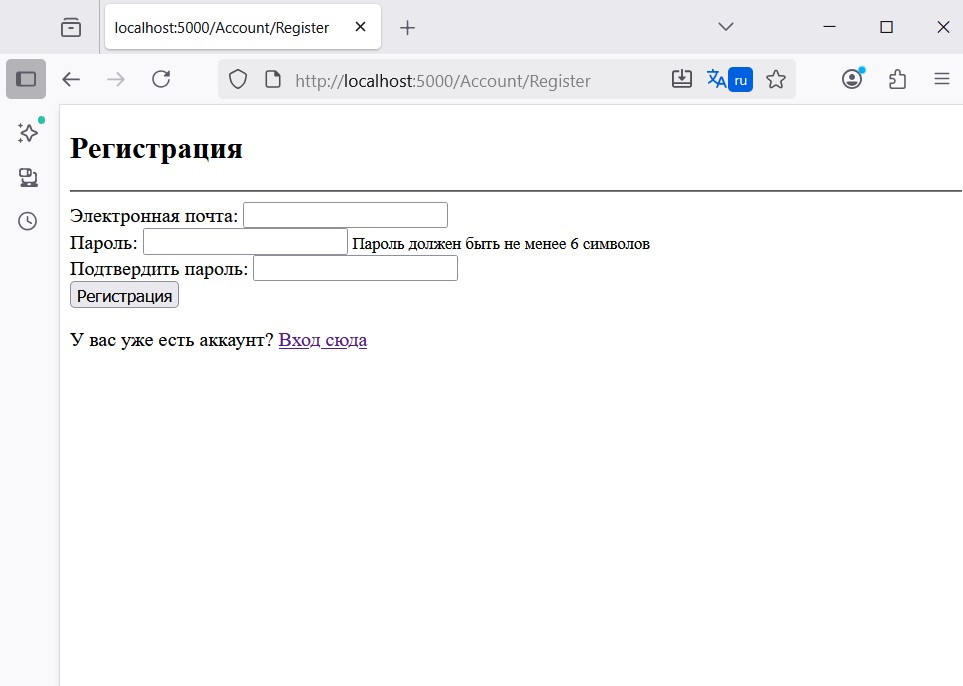 localhost:5000/Account/Register
http://localhost:5000/Account/Register
ru
Регистрация
Электронная почта:
Пароль: Пароль должен быть не менее 6 символов
Подтвердить пароль:
Регистрация
У вас уже есть аккаунт? Вход сюда